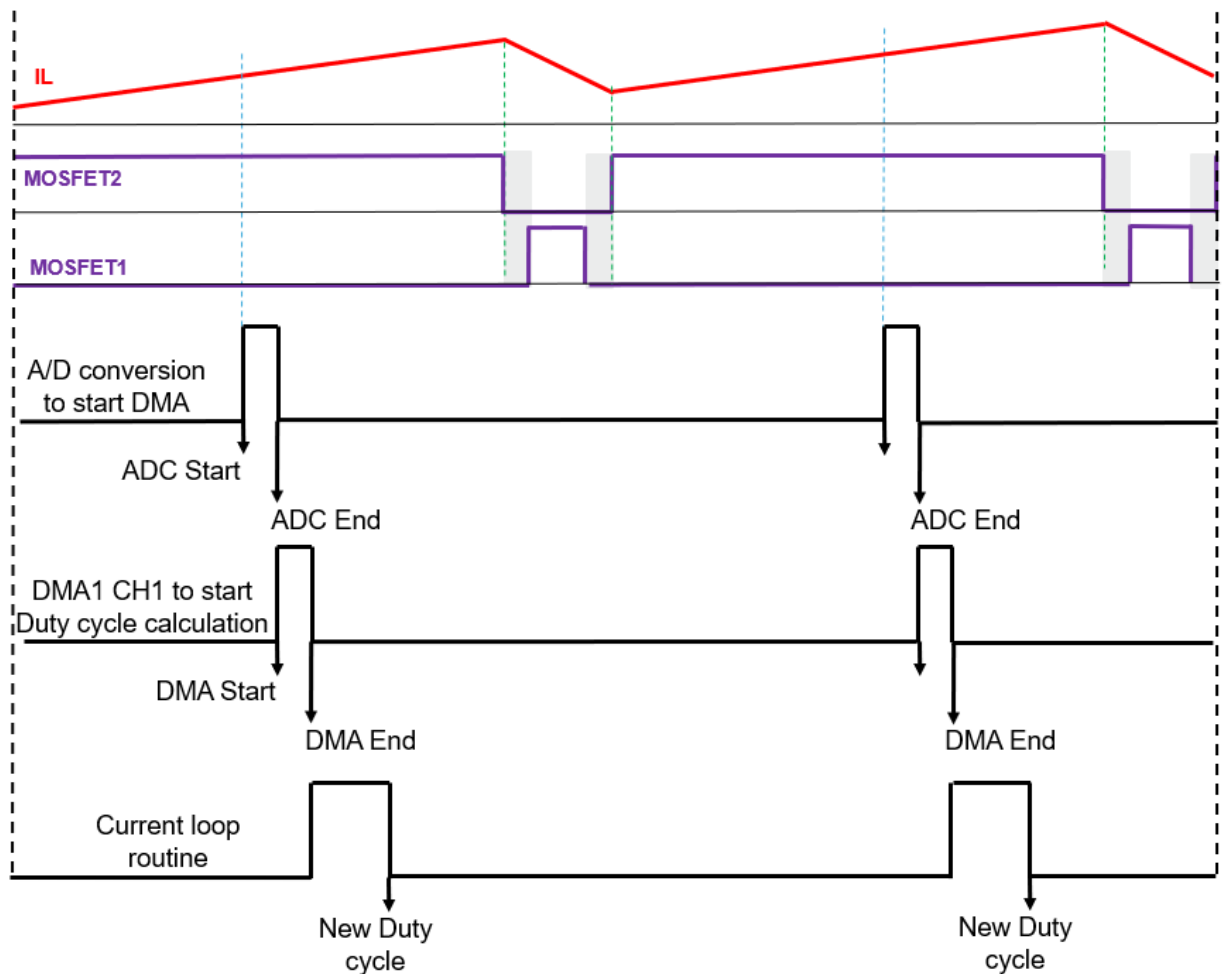 IL
MOSFET2
MOSFET1
A/D conversion
to start DMA
ADC Start
ADC End
ADC End
DMA1 CH1 to start
Duty cycle calculation
DMA Start
DMA End
DMA End
Current loop
routine
New Duty
cycle
New Duty
cycle